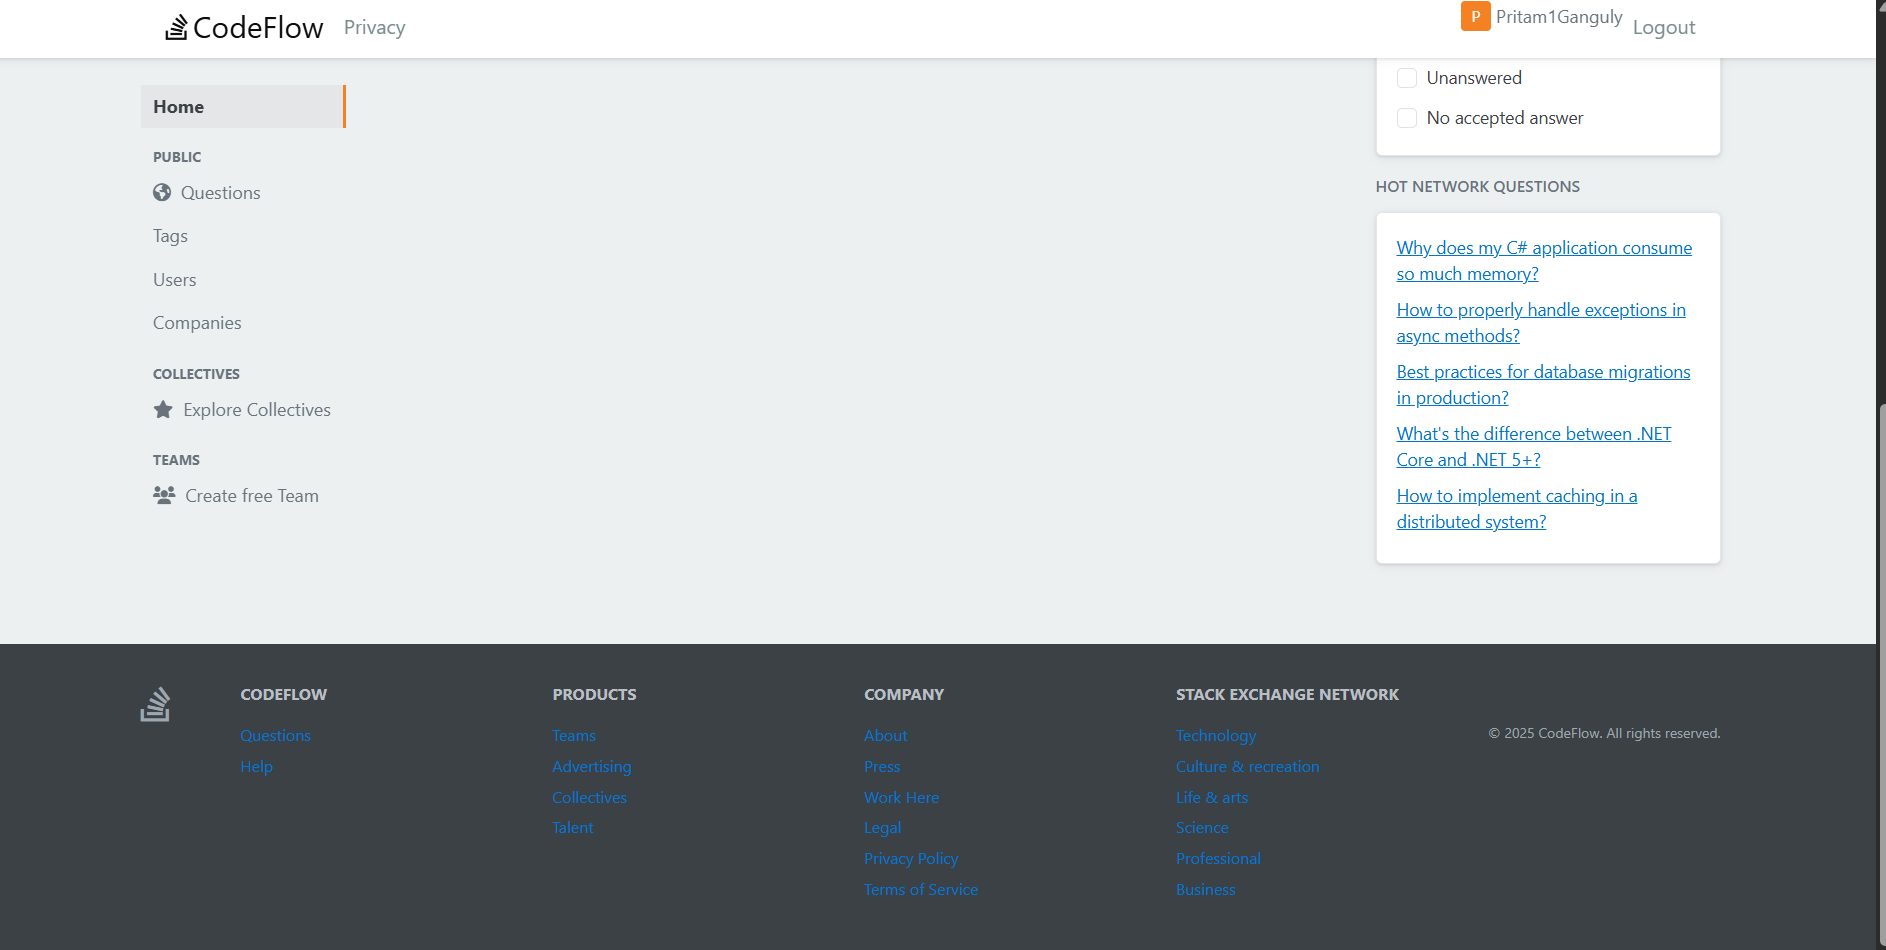 CodeFlow
Privacy
P Pritam1Ganguly
Logout
Home
PUBLIC
Questions
Tags
Users
Companies
COLLECTIVES
Explore Collectives
TEAMS
Create free Team
Unanswered
No accepted answer
HOT NETWORK QUESTIONS
Why does my C# application consume
so much memory?
How to properly handle exceptions in
async methods?
Best practices for database migrations
in production?
What's the difference between .NET
Core and .NET 5+?
How to implement caching in a
distributed system?
CODEFLOW
Questions
Help
PRODUCTS
Teams
Advertising
Collectives
Talent
COMPANY
About
Press
Work Here
Legal
Privacy Policy
Terms of Service
STACK EXCHANGE NETWORK
Technology
Culture & recreation
Life & arts
Science
Professional
Business
© 2025 CodeFlow. All rights reserved.